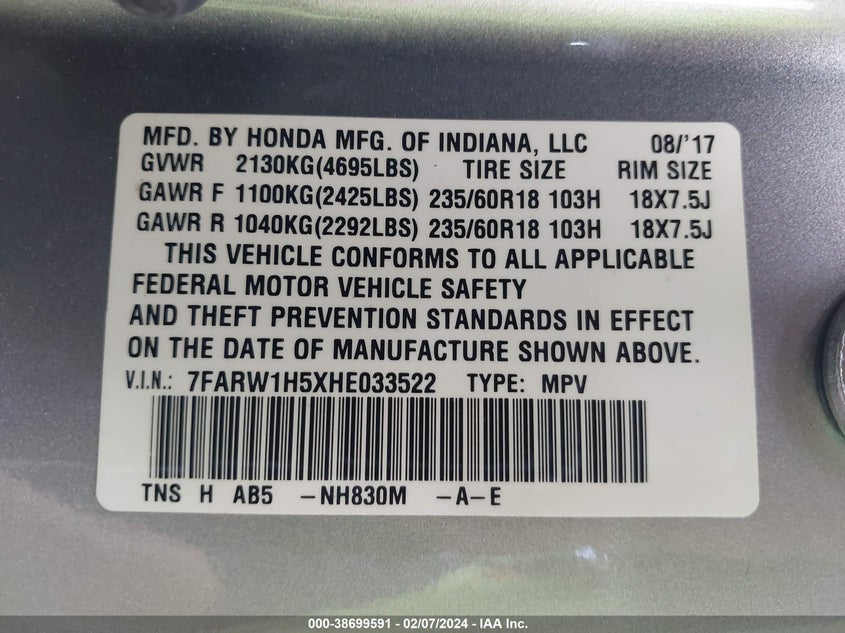 MFD. BY HONDA MFG. OF INDIANA, LLC 08/'17
GVWR 2130KG(4695LBS) TIRE SIZE RIM SIZE
GAWR F 1100KG(2425LBS) 235/60R18 103H 18X7.5J
GAWR R 1040KG(2292LBS) 235/60R18 103H 18X7.5J
THIS VEHICLE CONFORMS TO ALL APPLICABLE
FEDERAL MOTOR VEHICLE SAFETY
AND THEFT PREVENTION STANDARDS IN EFFECT
ON THE DATE OF MANUFACTURE SHOWN ABOVE.
V.I.N.: 7FARW1H5XHE033522 TYPE: MPV
TNS H AB5 -NH830M -A-E
000-38699591 - 02/07/2024 - IAA Inc.